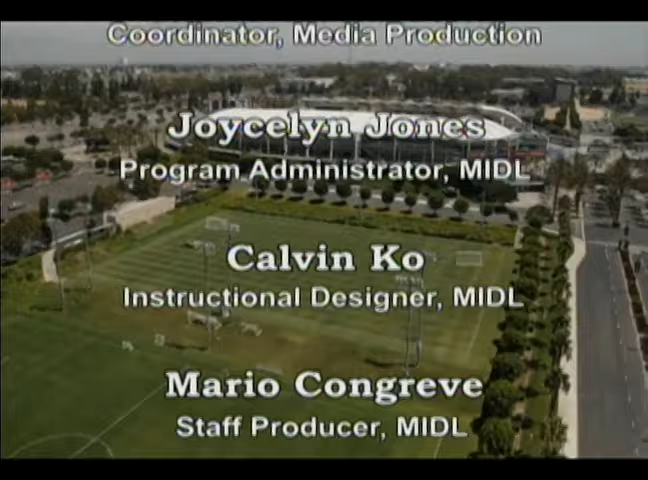 Coordinator, Media Production
Joycelyn Jones
Program Administrator, MIDL
Calvin Ko
Instructional Designer, MIDL
Mario Congreve
Staff Producer, MIDL